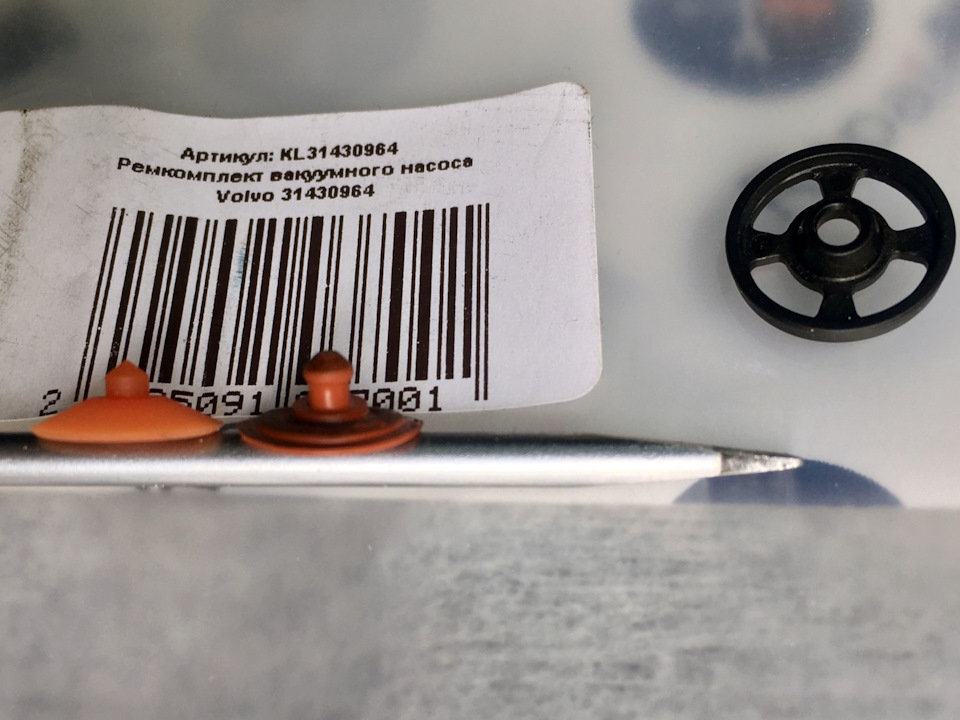 Артикул: KL31430964
Ремкомплект вакуумного насоса
Volvo 31430964